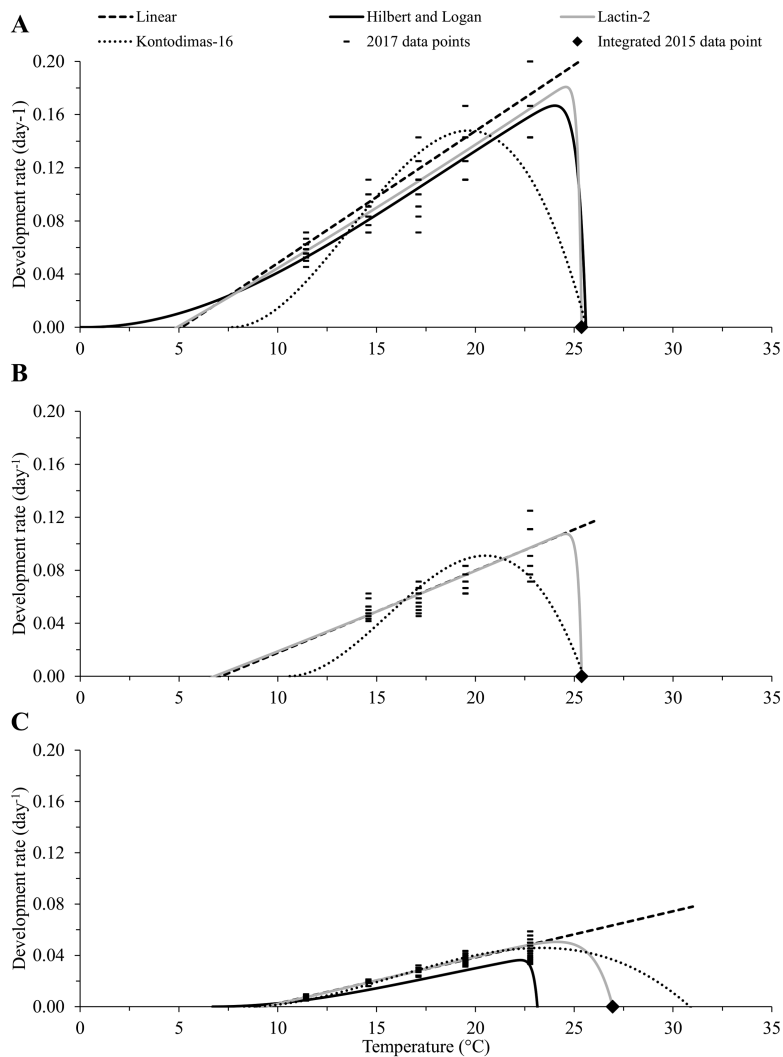 A
Linear Hilbert and Logan Lactin-2
Kontodimas-16 2017 data points Integrated 2015 data point
Development rate (day-1)
0.20
0.16
0.12
0.08
0.04
0.00
0 5 10 15 20 25 30 35
B
Development rate (day-1)
0.20
0.16
0.12
0.08
0.04
0.00
0 5 10 15 20 25 30 35
C
Development rate (day-1)
0.20
0.16
0.12
0.08
0.04
0.00
0 5 10 15 20 25 30 35
Temperature (°C)